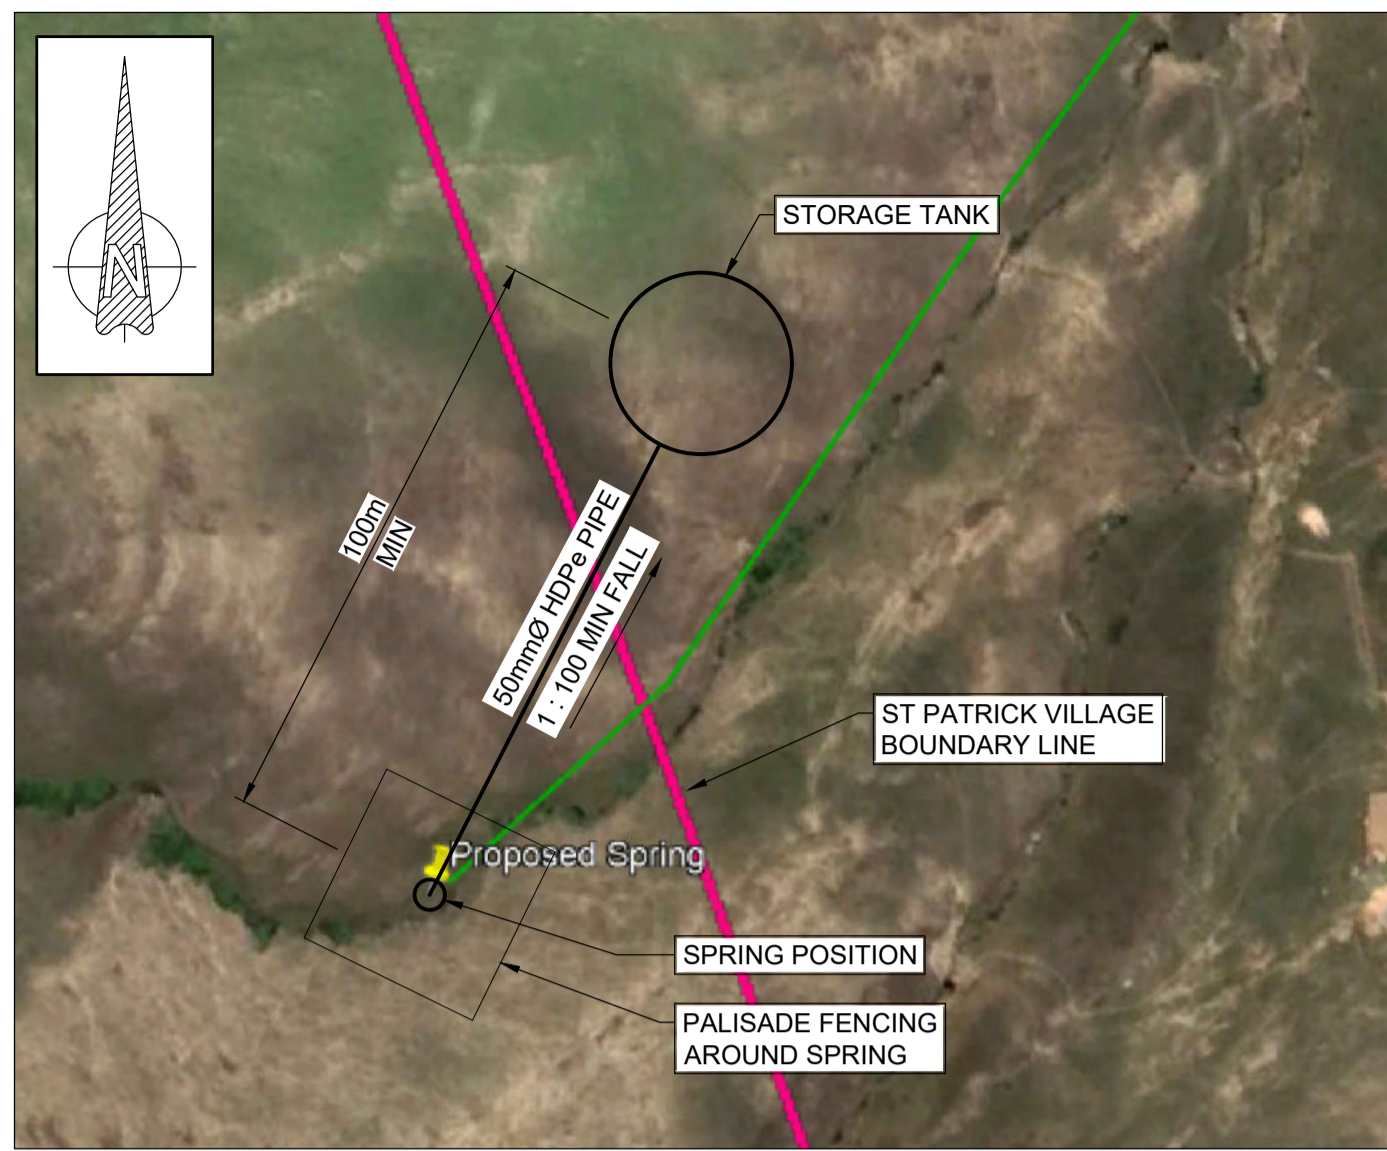 N
STORAGE TANK
100m
MIN
50mmØ HDPe PIPE
1 : 100 MIN FALL
ST PATRICK VILLAGE
BOUNDARY LINE
Proposed Spring
SPRING POSITION
PALISADE FENCING
AROUND SPRING